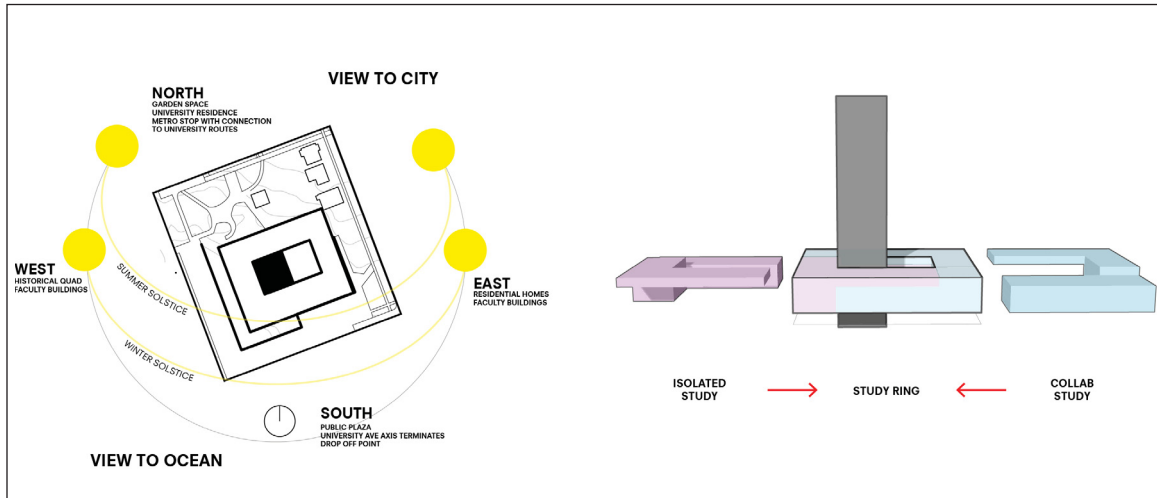 VIEW TO CITY
NORTH
GARDEN SPACE
UNIVERSITY RESIDENCE
METRO STOP WITH CONNECTION
TO UNIVERSITY ROUTES
WEST
HISTORICAL QUAD
FACULTY BUILDINGS
SUMMER SOLSTICE
WINTER SOLSTICE
EAST
RESIDENTIAL HOMES
FACULTY BUILDINGS
SOUTH
PUBLIC PLAZA
UNIVERSITY AVE AXIS TERMINATES
DROP OFF POINT
VIEW TO OCEAN
ISOLATED
STUDY
STUDY RING
COLLAB
STUDY